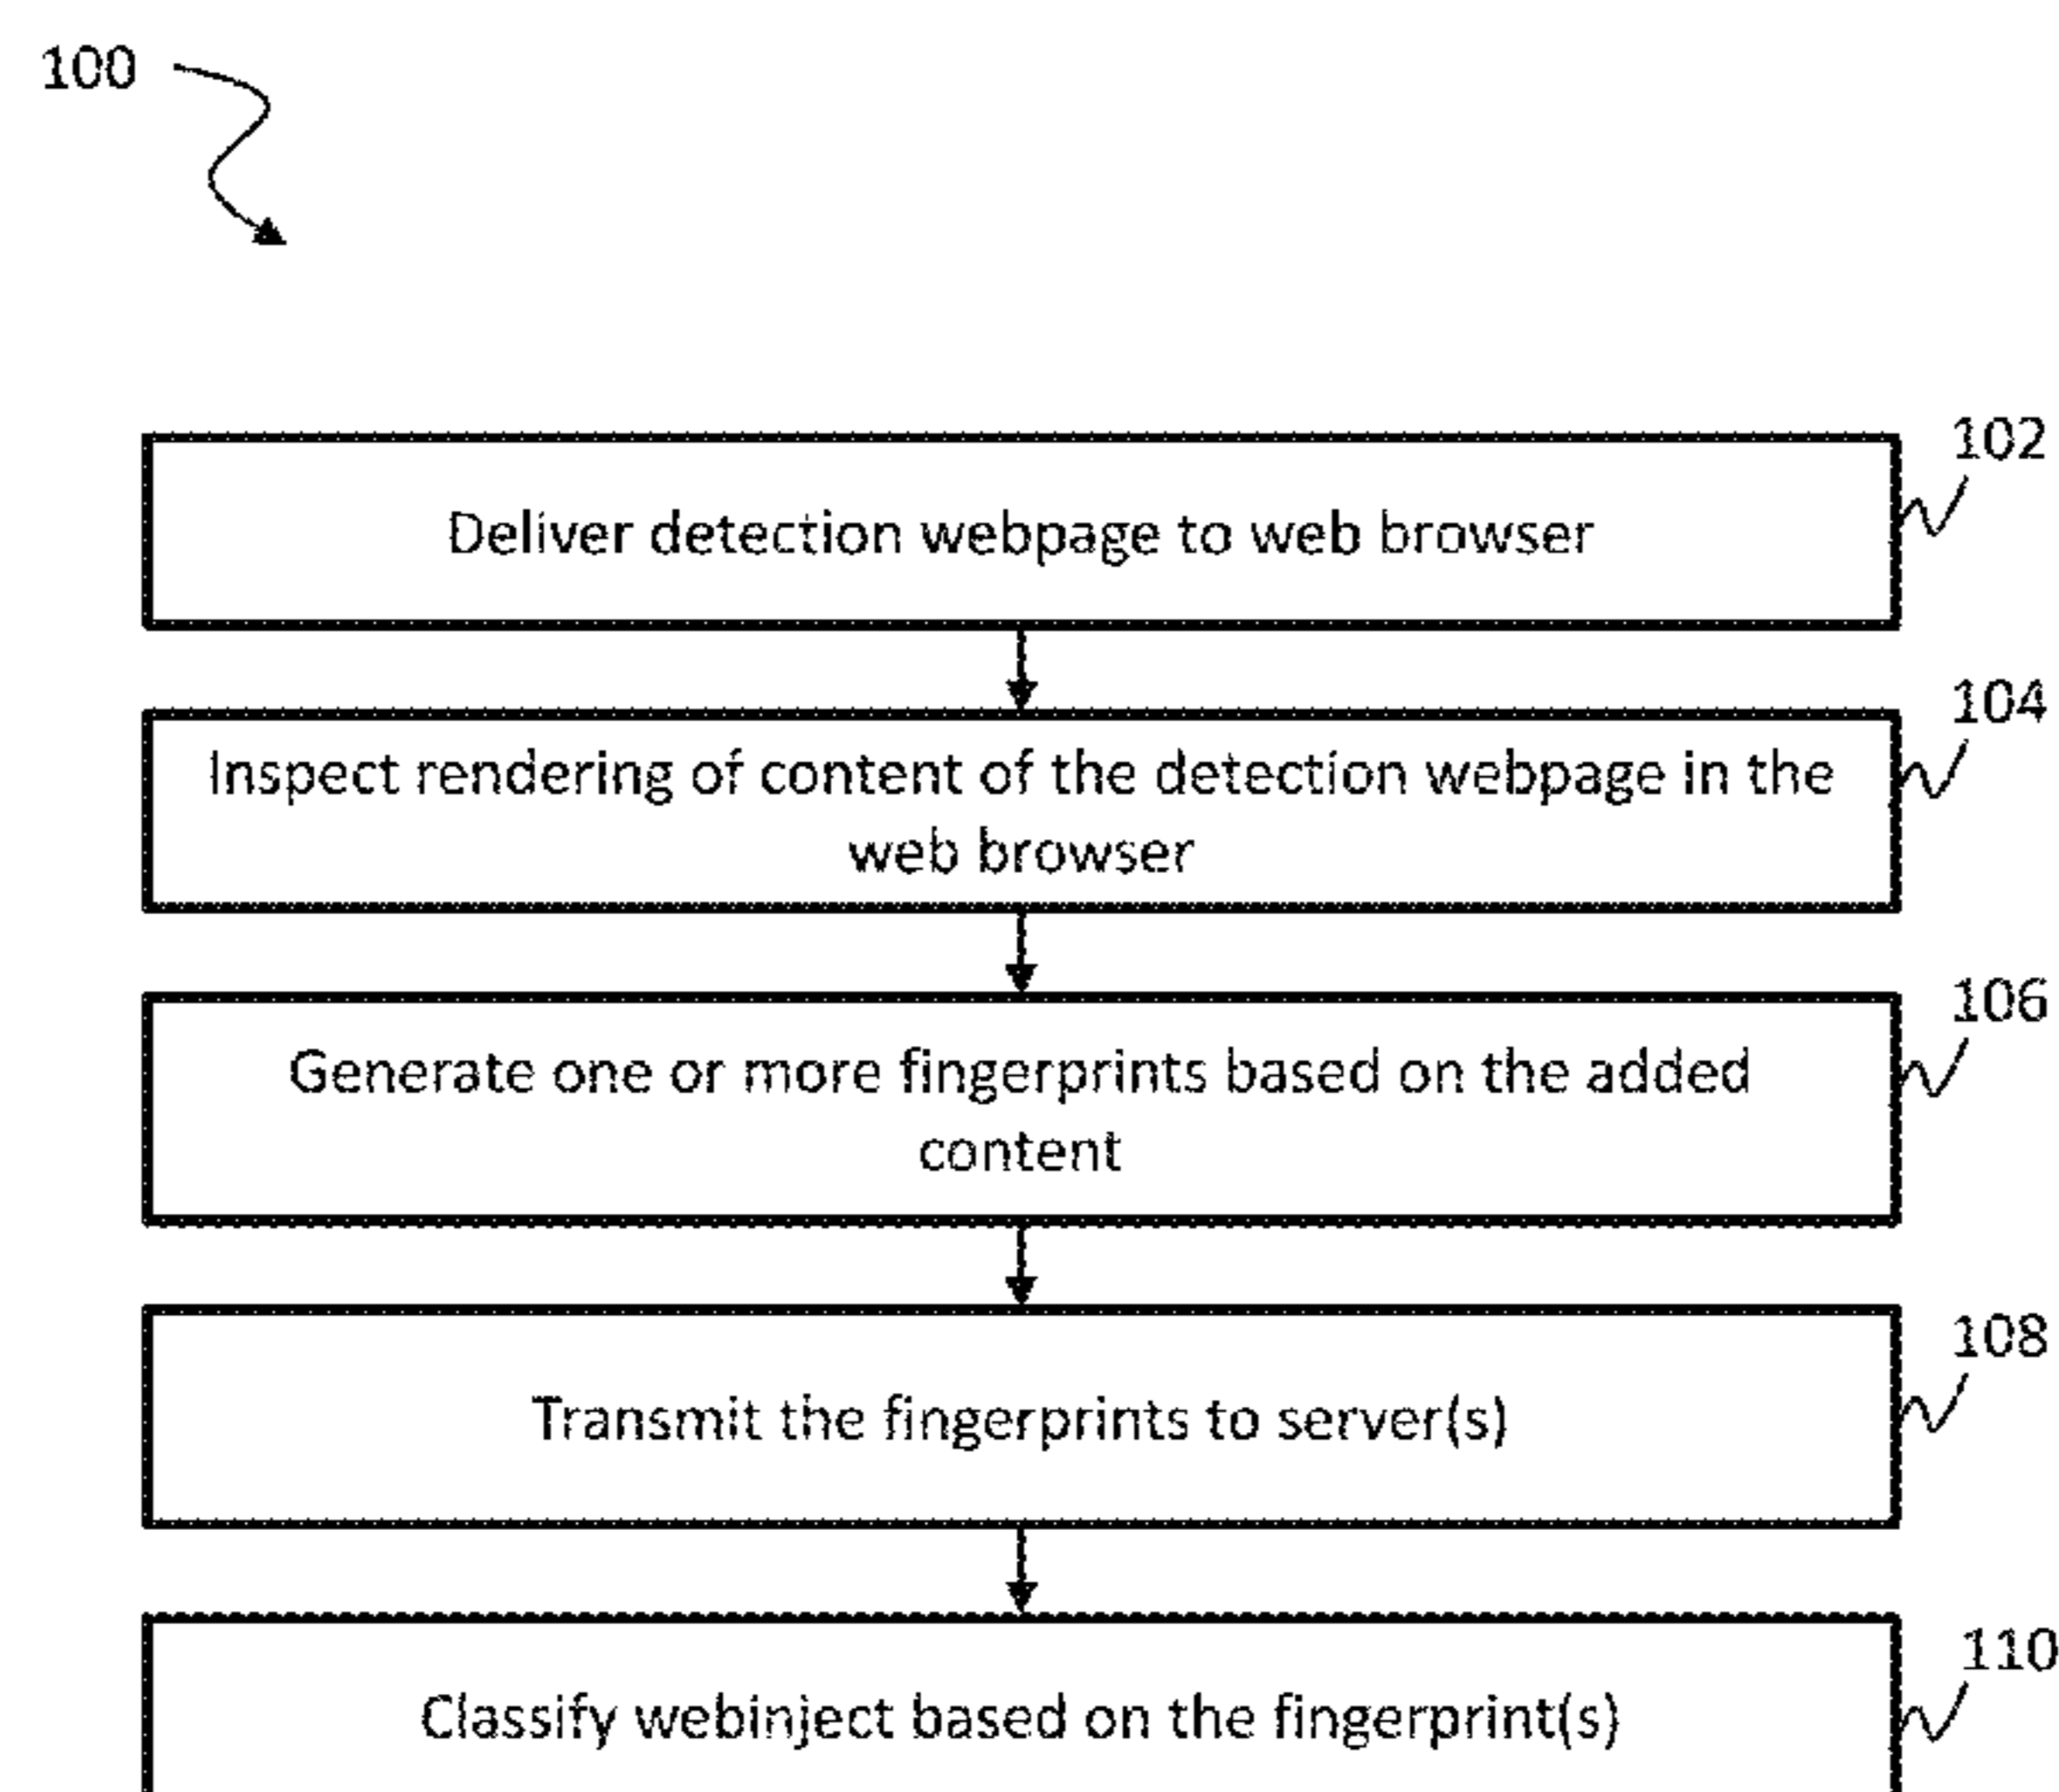 100
102
Deliver detection webpage to web browser
104
Inspect rendering of content of the detection webpage in the
web browser
106
Generate one or more fingerprints based on the added
content
108
Transmit the fingerprints to server(s)
110
Classify webinject based on the fingerprint(s)